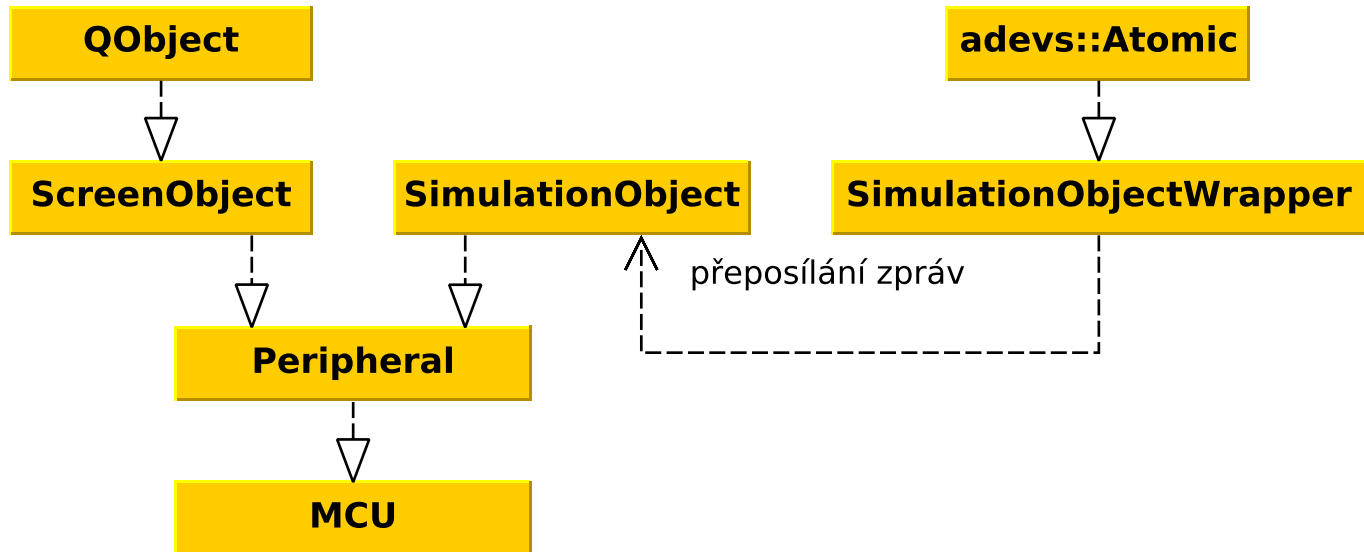 QObject
adevs::Atomic
ScreenObject
SimulationObject
SimulationObjectWrapper
přeposílání zpráv
Peripheral
MCU